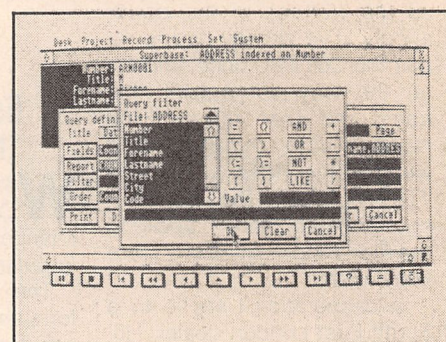 Desk Project Record Process Set System
Superbase: ADDRESS indexed on Number
Number: ARM0001
Title: M
Forename:
Lastname:
Query filter
File: ADDRESS
Number
Title
Forename
Lastname
Street
City
Code
= <> AND +
< > OR -
<= >= NOT *
( ) LIKE /
Value
OK Clear Cancel
Query defin
Title Dat
Fields
Report
Filter
Order
Print
Page
Cancel
? =